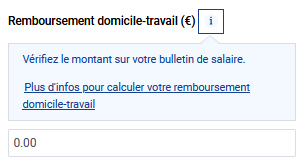 Remboursement domicile-travail (€) i
Vérifiez le montant sur votre bulletin de salaire.
Plus d'infos pour calculer votre remboursement
domicile-travail
0.00